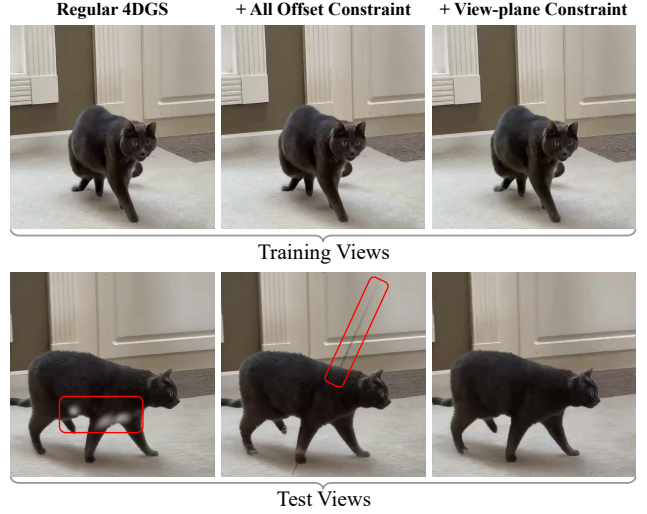 Regular 4DGS
+ All Offset Constraint
+ View-plane Constraint
Training Views
Test Views